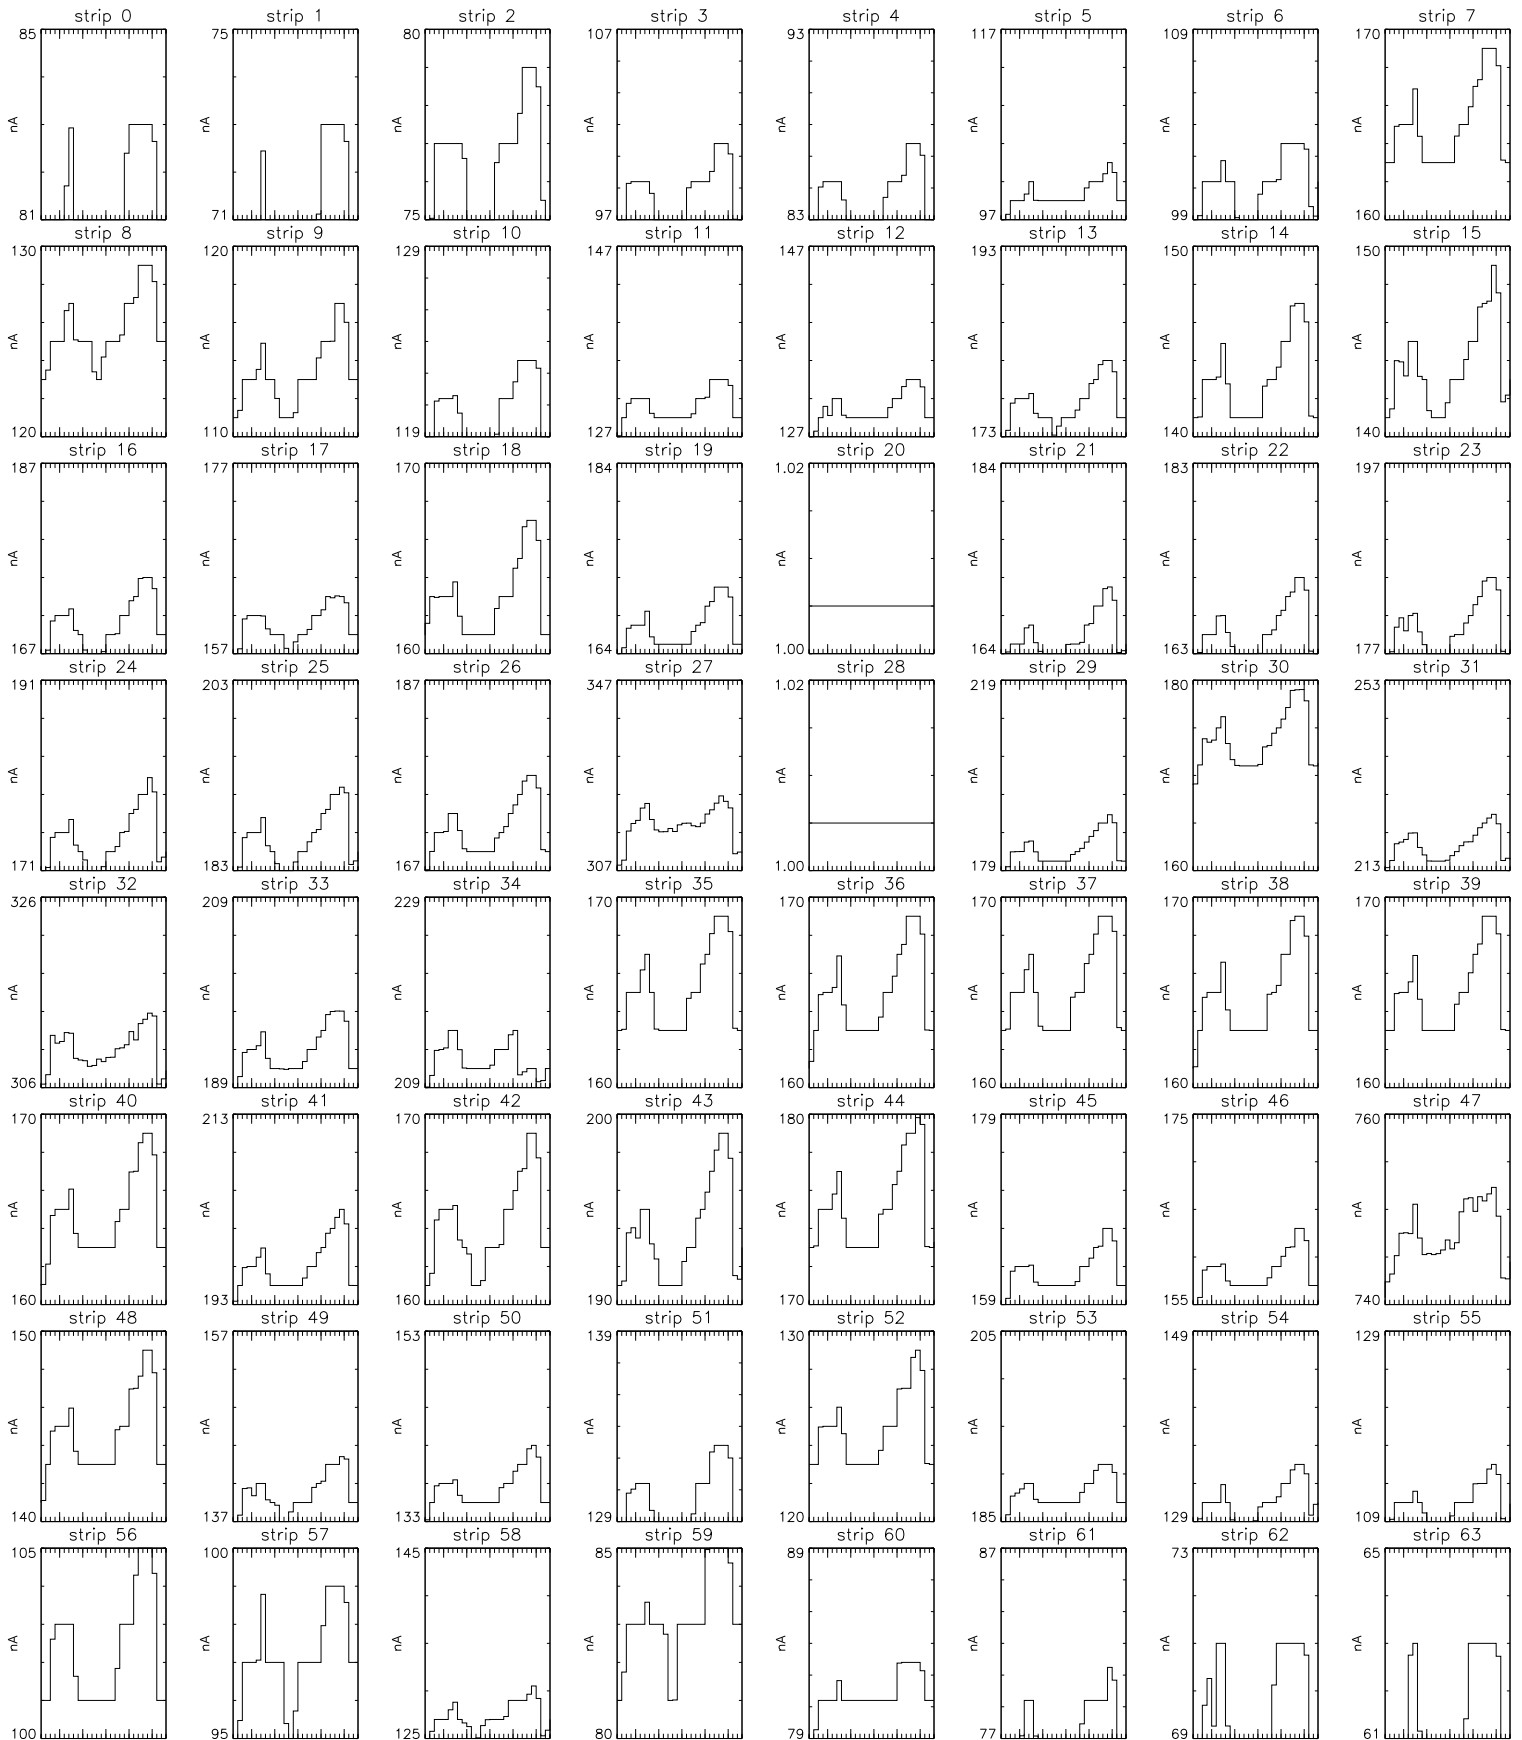 strip 0 strip 1 strip 2 strip 3 strip 4 strip 5 strip 6 strip 7
85 75 80 107 93 117 109 170
nA nA nA nA nA nA nA nA
81 71 75 97 83 97 99 160
strip 8 strip 9 strip 10 strip 11 strip 12 strip 13 strip 14 strip 15
130 120 129 147 147 193 150 150
nA nA nA nA nA nA nA nA
120 110 119 127 127 173 140 140
strip 16 strip 17 strip 18 strip 19 strip 20 strip 21 strip 22 strip 23
187 177 170 184 1.02 184 183 197
nA nA nA nA nA nA nA nA
167 157 160 164 1.00 164 163 177
strip 24 strip 25 strip 26 strip 27 strip 28 strip 29 strip 30 strip 31
191 203 187 347 1.02 219 180 253
nA nA nA nA nA nA nA nA
171 183 167 307 1.00 179 160 213
strip 32 strip 33 strip 34 strip 35 strip 36 strip 37 strip 38 strip 39
326 209 229 170 170 170 170 170
nA nA nA nA nA nA nA nA
306 189 209 160 160 160 160 160
strip 40 strip 41 strip 42 strip 43 strip 44 strip 45 strip 46 strip 47
170 213 170 200 180 179 175 760
nA nA nA nA nA nA nA nA
160 193 160 190 170 159 155 740
strip 48 strip 49 strip 50 strip 51 strip 52 strip 53 strip 54 strip 55
150 157 153 139 130 205 149 129
nA nA nA nA nA nA nA nA
140 137 133 129 120 185 129 109
strip 56 strip 57 strip 58 strip 59 strip 60 strip 61 strip 62 strip 63
105 100 145 85 89 87 73 65
nA nA nA nA nA nA nA nA
100 95 125 80 79 77 69 61